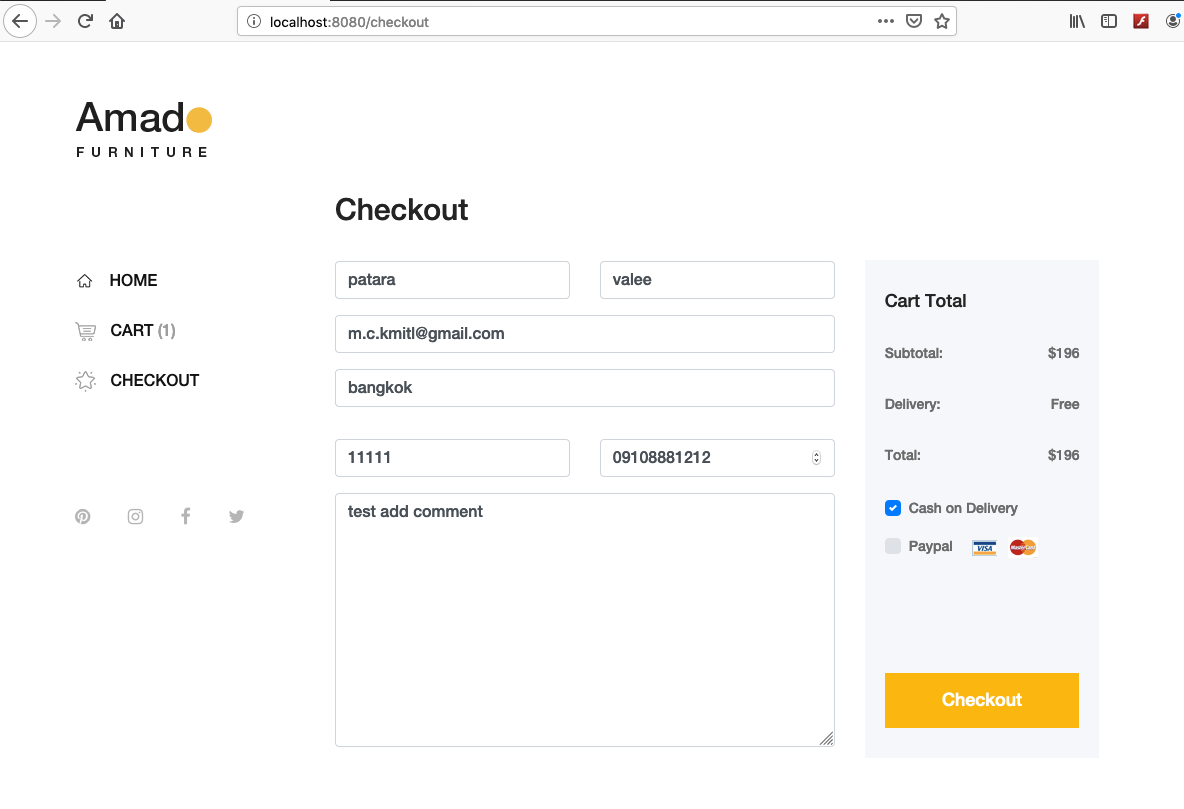 localhost:8080/checkout
Amado
FURNITURE
Checkout
HOME
CART (1)
CHECKOUT
patara
valee
m.c.kmitl@gmail.com
bangkok
11111
09108881212
test add comment
Cart Total
Subtotal: $196
Delivery: Free
Total: $196
Cash on Delivery
Paypal VISA MasterCard
Checkout